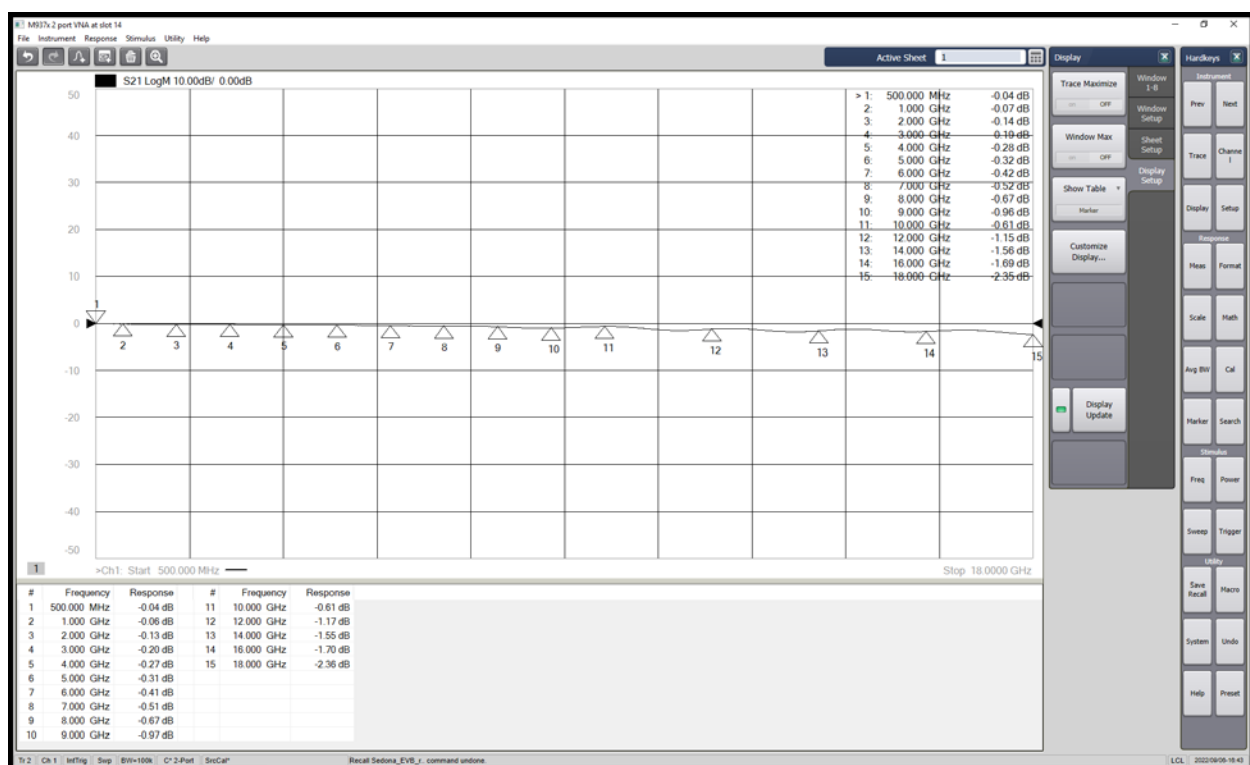 M937x 2 port VNA at slot 14
File Instrument Response Stimulus Utility Help
Active Sheet 1
S21 LogM 10.00dB/ 0.00dB
50
40
30
20
10
0
-10
-20
-30
-40
-50
> 1: 500.000 MHz -0.04 dB
2: 1.000 GHz -0.07 dB
3: 2.000 GHz -0.14 dB
4: 3.000 GHz -0.19 dB
5: 4.000 GHz -0.28 dB
6: 5.000 GHz -0.32 dB
7: 6.000 GHz -0.42 dB
8: 7.000 GHz -0.52 dB
9: 8.000 GHz -0.67 dB
10: 9.000 GHz -0.96 dB
11: 10.000 GHz -0.61 dB
12: 12.000 GHz -1.15 dB
13: 14.000 GHz -1.56 dB
14: 16.000 GHz -1.69 dB
15: 18.000 GHz -2.35 dB
1
2 3 4 5 6 7 8 9 10 11 12 13 14 15
1 >Ch1: Start 500.000 MHz Stop 18.0000 GHz
# Frequency Response # Frequency Response
1 500.000 MHz -0.04 dB 11 10.000 GHz -0.61 dB
2 1.000 GHz -0.06 dB 12 12.000 GHz -1.17 dB
3 2.000 GHz -0.13 dB 13 14.000 GHz -1.55 dB
4 3.000 GHz -0.20 dB 14 16.000 GHz -1.70 dB
5 4.000 GHz -0.27 dB 15 18.000 GHz -2.36 dB
6 5.000 GHz -0.31 dB
7 6.000 GHz -0.41 dB
8 7.000 GHz -0.51 dB
9 8.000 GHz -0.67 dB
10 9.000 GHz -0.97 dB
Tr 2 Ch 1 IntTrig Swp BW=100k C* 2-Port SrcCal* Recall Sedona_EVB_r.. command undone. LCL 2022/09/06-16:43
Display
Trace Maximize
on OFF
Window Max
on OFF
Show Table
Marker
Customize
Display...
Display
Update
Window
1-8
Window
Setup
Sheet
Setup
Display
Setup
Hardkeys
Instrument
Prev Next
Trace Channe
l
Display Setup
Response
Meas Format
Scale Math
Avg BW Cal
Marker Search
Stimulus
Freq Power
Sweep Trigger
Utility
Save
Recall Macro
System Undo
Help Preset